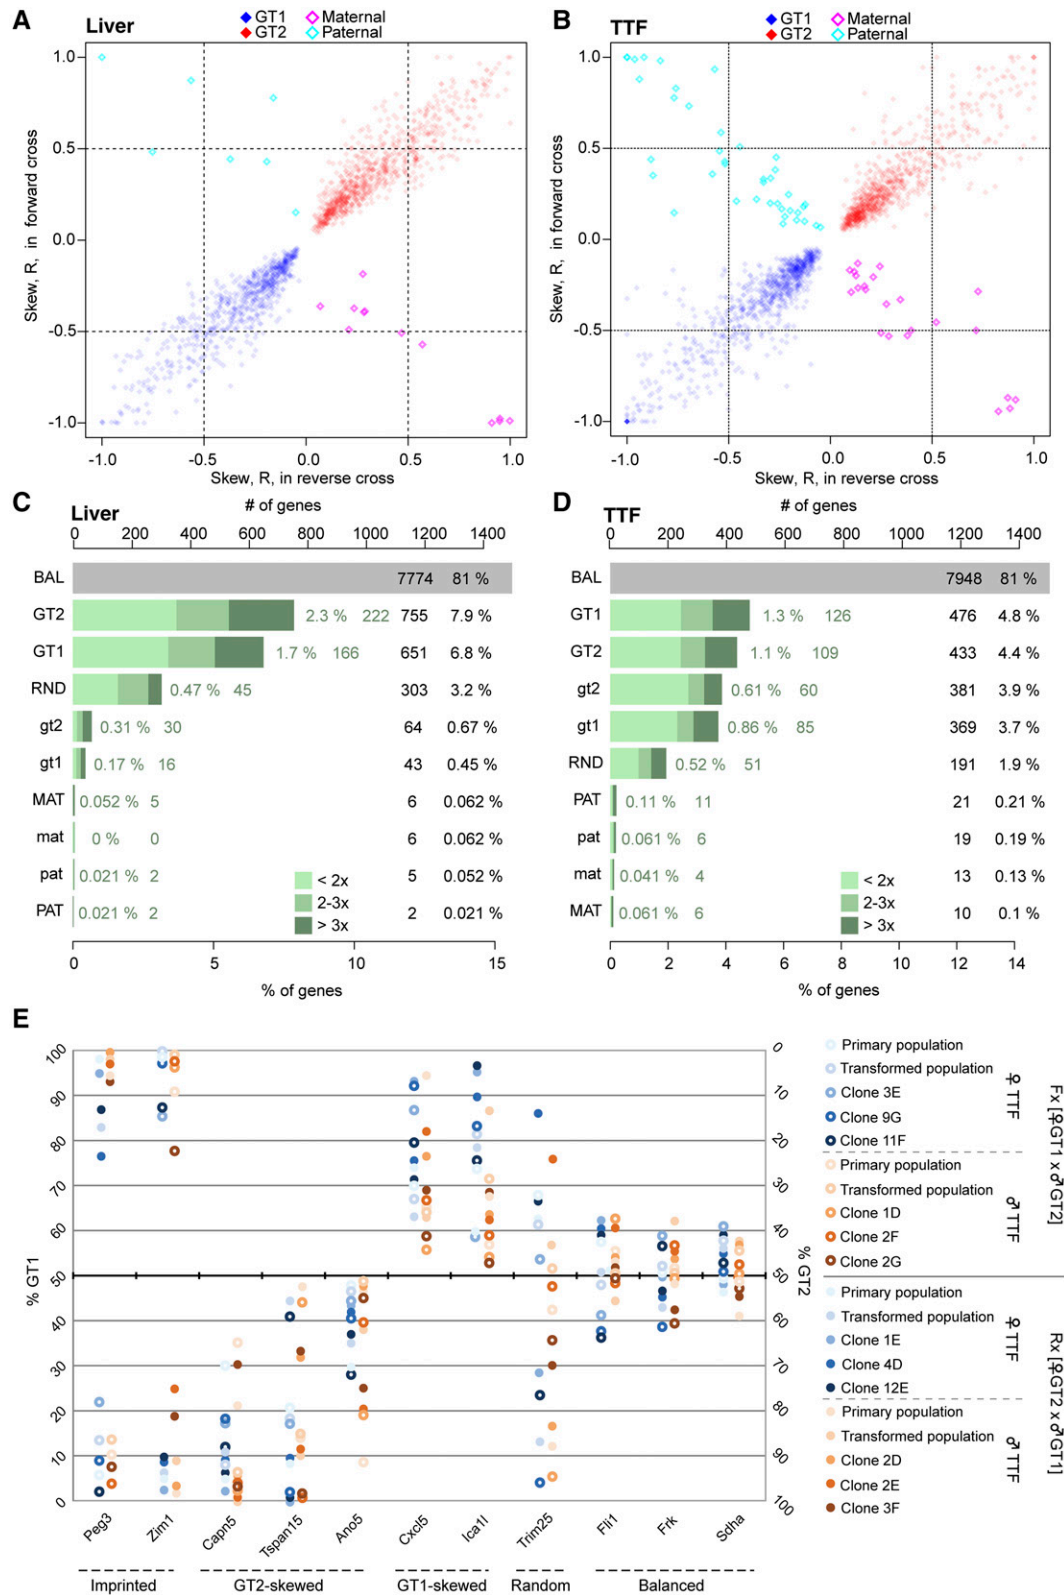 A Liver
GT1 Maternal
GT2 Paternal
1.0
0.5
0.0
-0.5
-1.0
Skew, R, in forward cross
-1.0 -0.5 0.0 0.5 1.0
Skew, R, in reverse cross
B TTF
GT1 Maternal
GT2 Paternal
1.0
0.5
0.0
-0.5
-1.0
Skew, R, in forward cross
-1.0 -0.5 0.0 0.5 1.0
Skew, R, in reverse cross
C Liver
# of genes
0 200 400 600 800 1000 1200 1400
BAL 7774 81 %
GT2 2.3 % 222 755 7.9 %
GT1 1.7 % 166 651 6.8 %
RND 0.47 % 45 303 3.2 %
gt2 0.31 % 30 64 0.67 %
gt1 0.17 % 16 43 0.45 %
MAT 0.052 % 5 6 0.062 %
mat 0 % 0 6 0.062 %
pat 0.021 % 2 5 0.052 %
PAT 0.021 % 2 2 0.021 %
< 2x
2-3x
> 3x
0 5 10 15
% of genes
D TTF
# of genes
0 200 400 600 800 1000 1200 1400
BAL 7948 81 %
GT1 1.3 % 126 476 4.8 %
GT2 1.1 % 109 433 4.4 %
gt2 0.61 % 60 381 3.9 %
gt1 0.86 % 85 369 3.7 %
RND 0.52 % 51 191 1.9 %
PAT 0.11 % 11 21 0.21 %
pat 0.061 % 6 19 0.19 %
mat 0.041 % 4 13 0.13 %
MAT 0.061 % 6 10 0.1 %
< 2x
2-3x
> 3x
0 2 4 6 8 10 12 14
% of genes
E
100
90
80
70
60
50
40
30
20
10
0
% GT1
0
10
20
30
40
50
60
70
80
90
100
% GT2
Peg3 Zim1 Capn5 Tspan15 Ano5 Cxcl5 Ica1l Trim25 Fli1 Frk Sdha
Imprinted GT2-skewed GT1-skewed Random Balanced
Primary population
Transformed population
Clone 3E
Clone 9G
Clone 11F
♀ TTF
Primary population
Transformed population
Clone 1D
Clone 2F
Clone 2G
♂ TTF
Fx [♀GT1 x ♂GT2]
Primary population
Transformed population
Clone 1E
Clone 4D
Clone 12E
♀ TTF
Primary population
Transformed population
Clone 2D
Clone 2E
Clone 3F
♂ TTF
Rx [♀GT2 x ♂GT1]